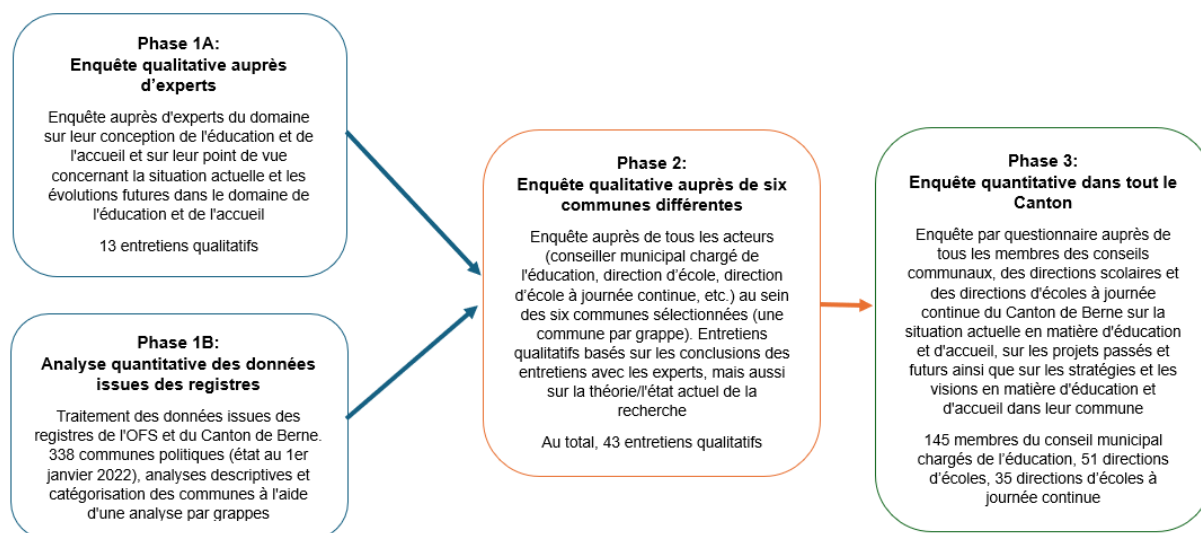 Phase 1A:
Enquête qualitative auprès
d'experts
Enquête auprès d'experts du domaine
sur leur conception de l'éducation et de
l'accueil et sur leur point de vue
concernant la situation actuelle et les
évolutions futures dans le domaine de
l'éducation et de l'accueil
13 entretiens qualitatifs
Phase 1B:
Analyse quantitative des données
issues des registres
Traitement des données issues des
registres de l'OFS et du Canton de Berne.
338 communes politiques (état au 1er
janvier 2022), analyses descriptives et
catégorisation des communes à l'aide
d'une analyse par grappes
Phase 2:
Enquête qualitative auprès de six
communes différentes
Enquête auprès de tous les acteurs
(conseiller municipal chargé de
l'éducation, direction d'école, direction
d'école à journée continue, etc.) au sein
des six communes sélectionnées (une
commune par grappe). Entretiens
qualitatifs basés sur les conclusions des
entretiens avec les experts, mais aussi
sur la théorie/l'état actuel de la
recherche
Au total, 43 entretiens qualitatifs
Phase 3:
Enquête quantitative dans tout le
Canton
Enquête par questionnaire auprès de
tous les membres des conseils
communaux, des directions scolaires et
des directions d'écoles à journée
continue du Canton de Berne sur la
situation actuelle en matière d'éducation
et d'accueil, sur les projets passés et
futurs ainsi que sur les stratégies et les
visions en matière d'éducation et
d'accueil dans leur commune
145 membres du conseil municipal
chargés de l'éducation, 51 directions
d'écoles, 35 directions d'écoles à
journée continue